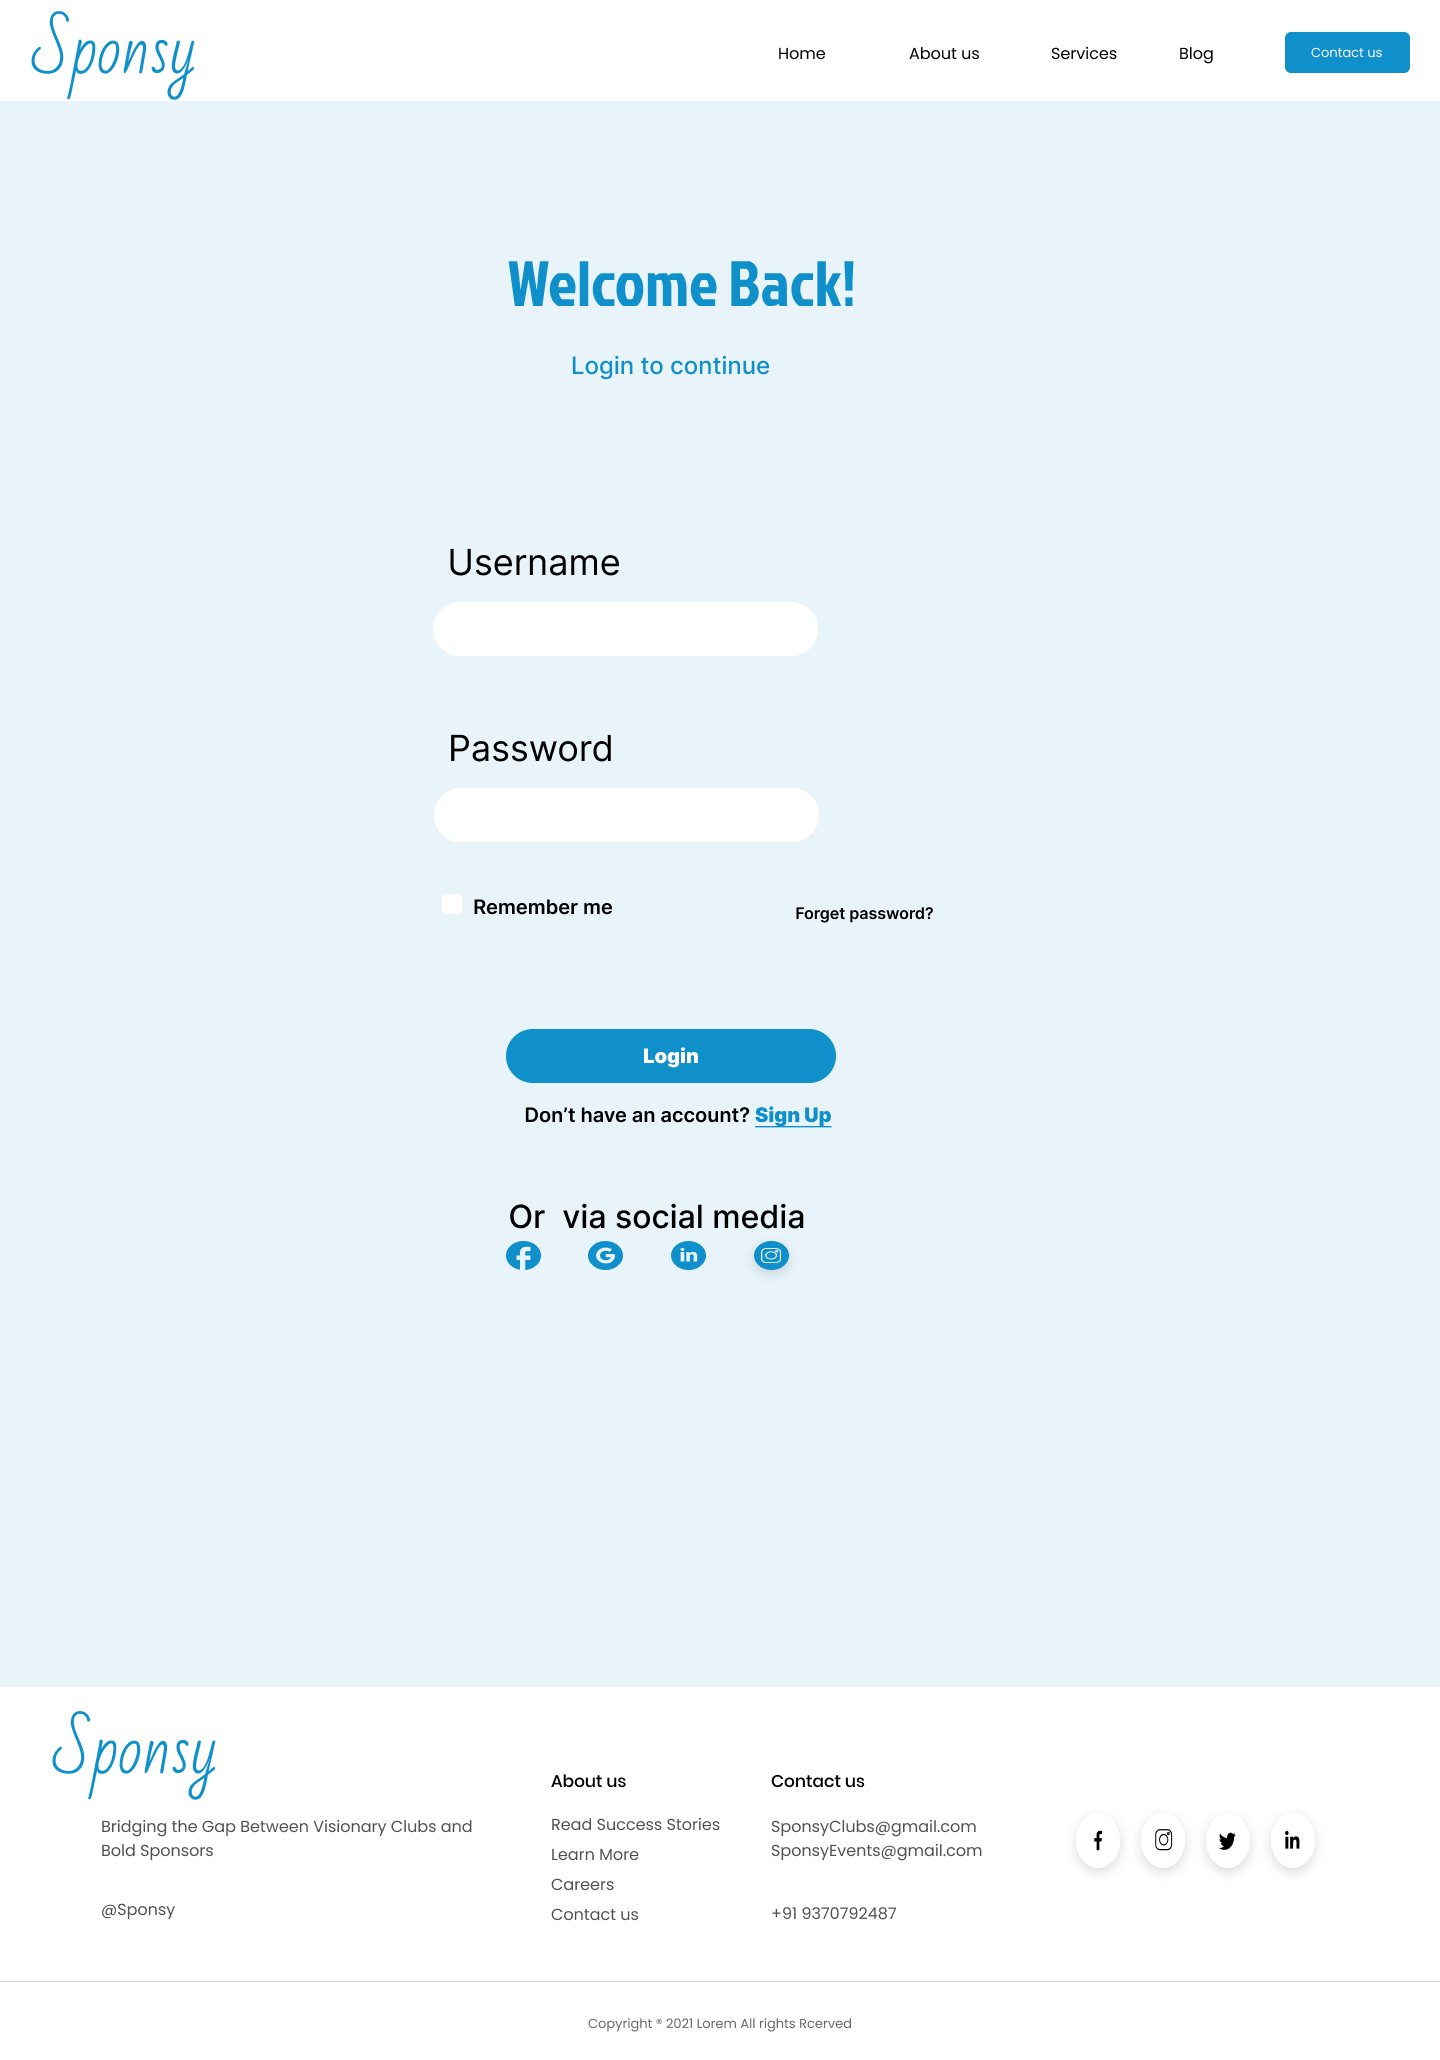 Sponsy
Home About us Services Blog Contact us
Welcome Back!
Login to continue
Username
Password
Remember me
Forget password?
Login
Don’t have an account? Sign Up
Or via social media
Sponsy
Bridging the Gap Between Visionary Clubs and
Bold Sponsors
@Sponsy
About us
Read Success Stories
Learn More
Careers
Contact us
Contact us
SponsyClubs@gmail.com
SponsyEvents@gmail.com
+91 9370792487
Copyright ® 2021 Lorem All rights Rcerved